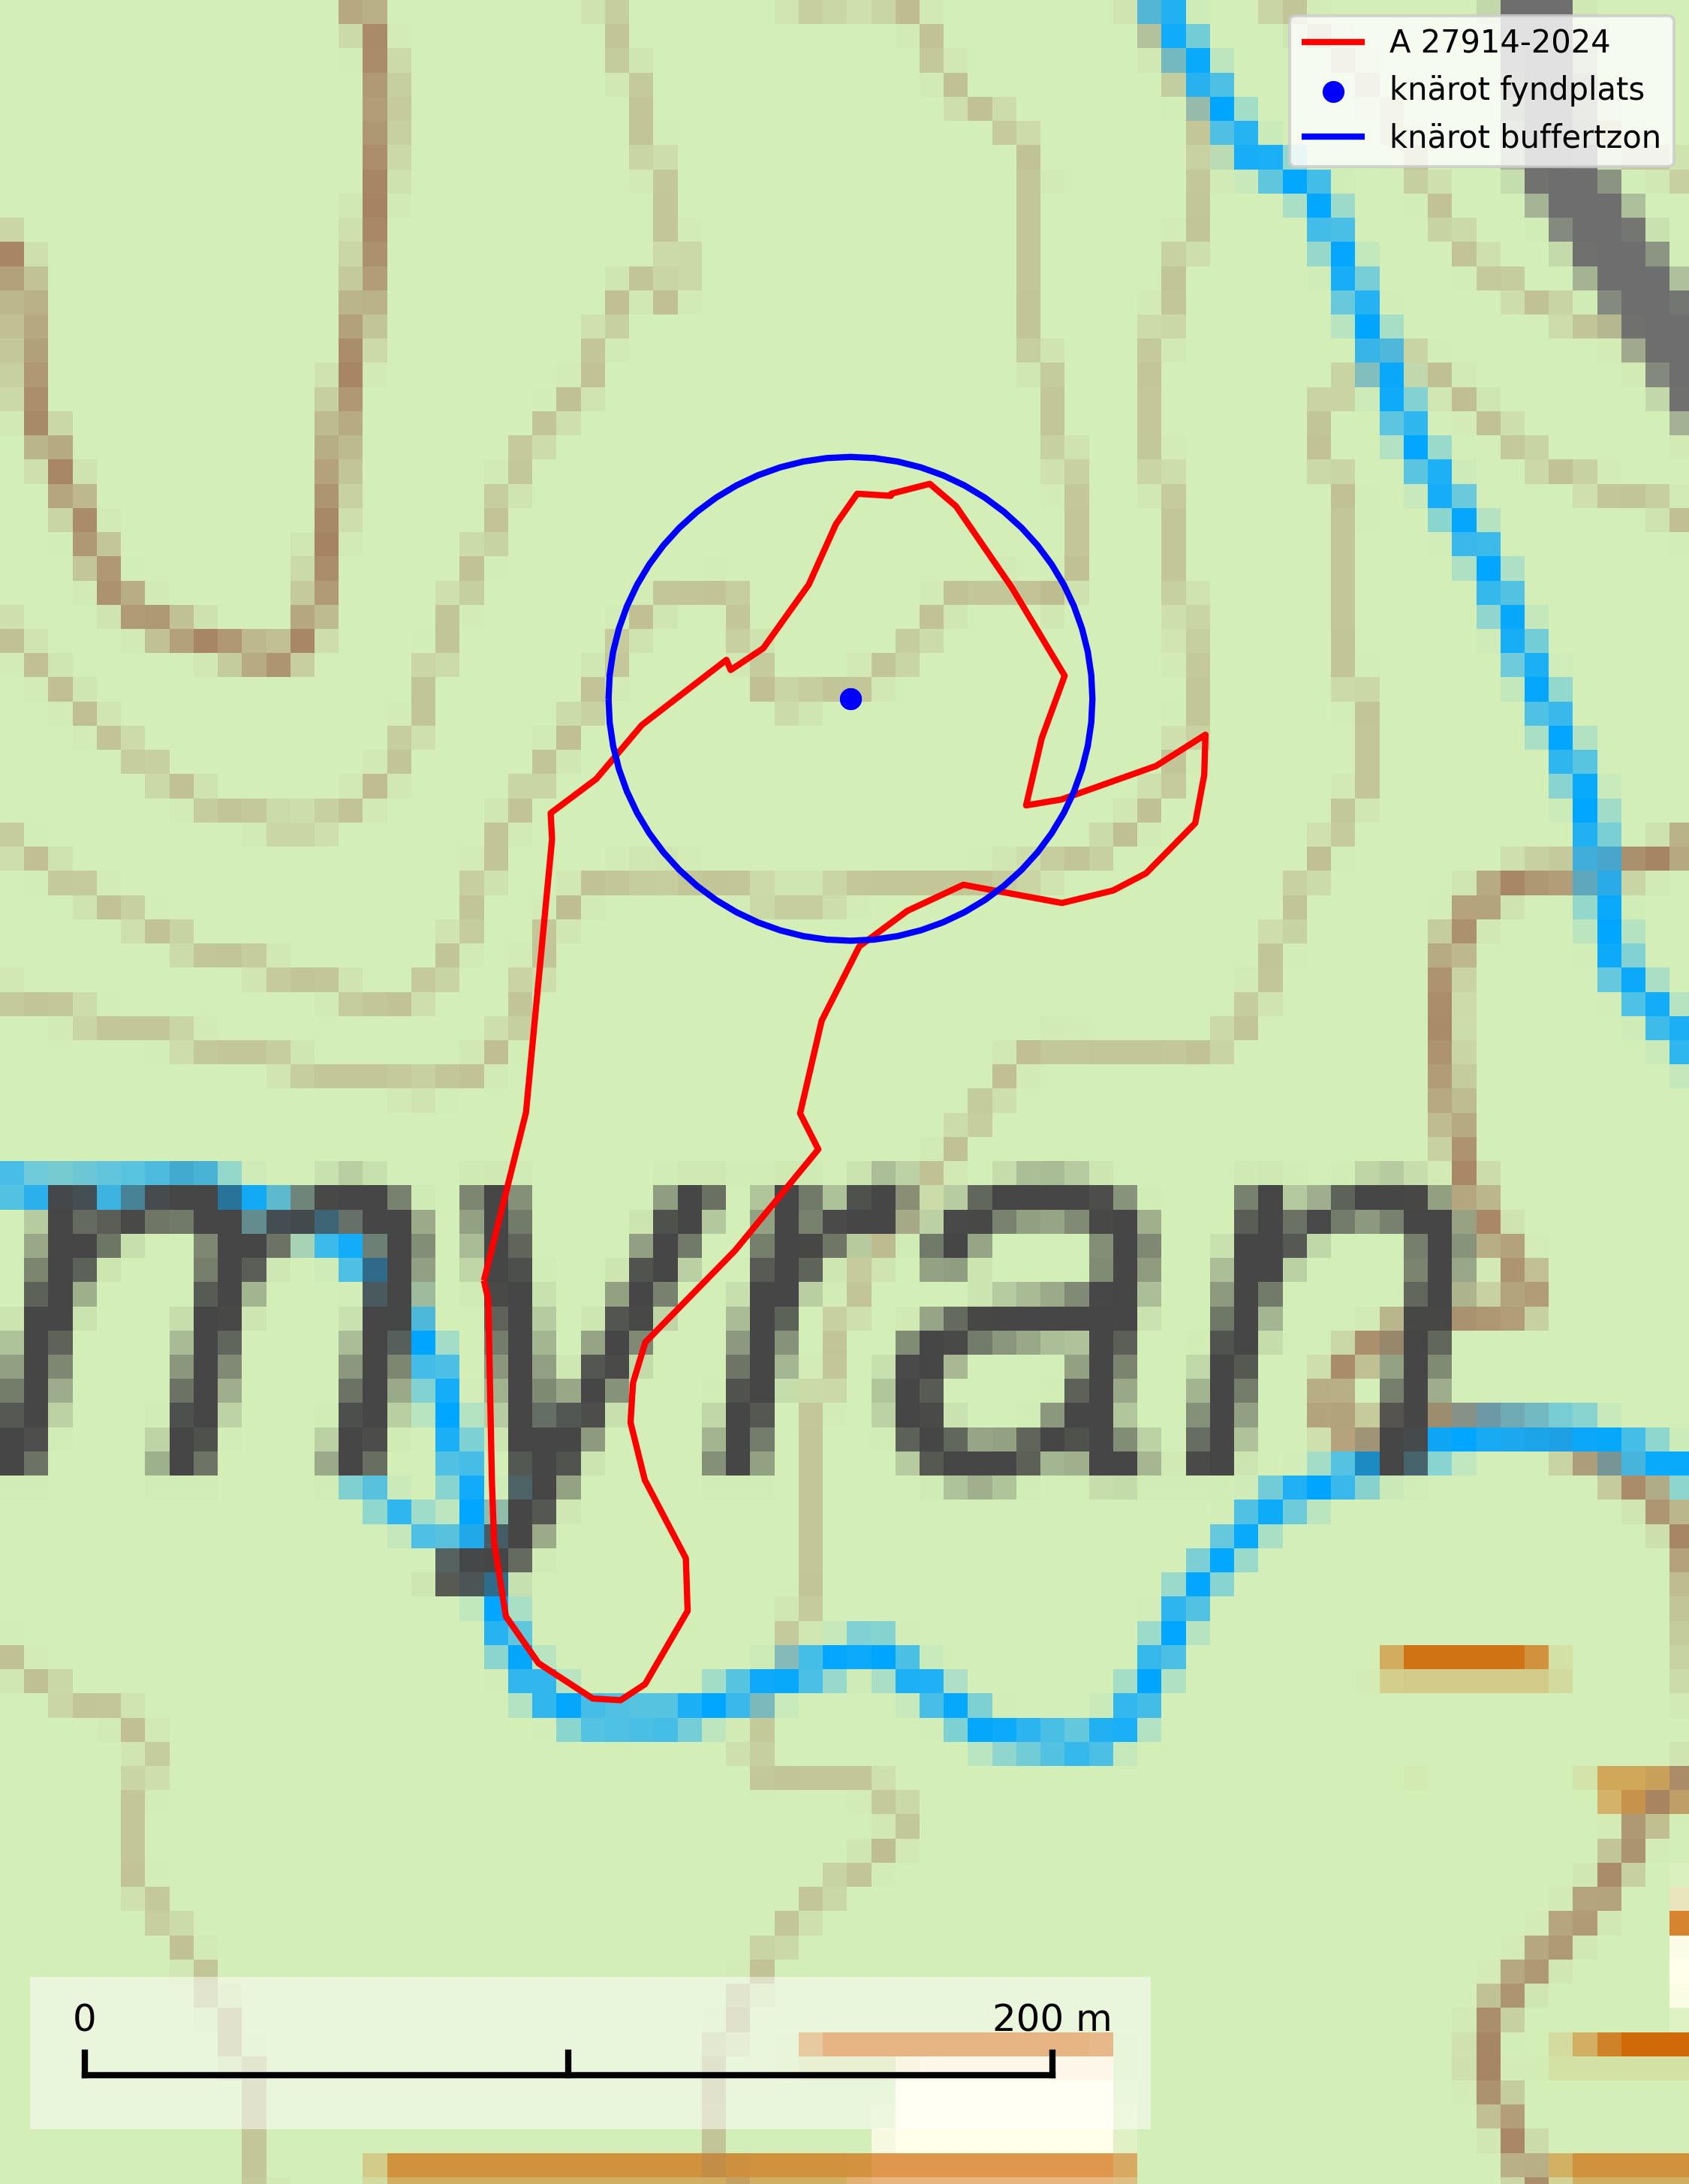 A 27914-2024
knärot fyndplats
knärot buffertzon
myran
0 200 m